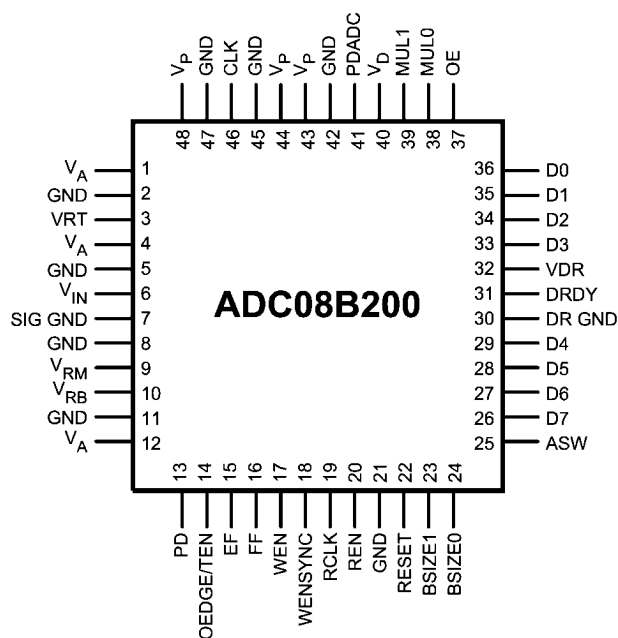 VP GND CLK GND VP VP GND PDADC VD MUL1 MUL0 OE
48 47 46 45 44 43 42 41 40 39 38 37
VA 1 36 D0
GND 2 35 D1
VRT 3 34 D2
VA 4 33 D3
GND 5 32 VDR
VIN 6 31 DRDY
SIG GND 7 ADC08B200 30 DR GND
GND 8 29 D4
VRM 9 28 D5
VRB 10 27 D6
GND 11 26 D7
VA 12 25 ASW
13 14 15 16 17 18 19 20 21 22 23 24
PD OEDGE/TEN EF FF WEN WENSYNC RCLK REN GND RESET BSIZE1 BSIZE0